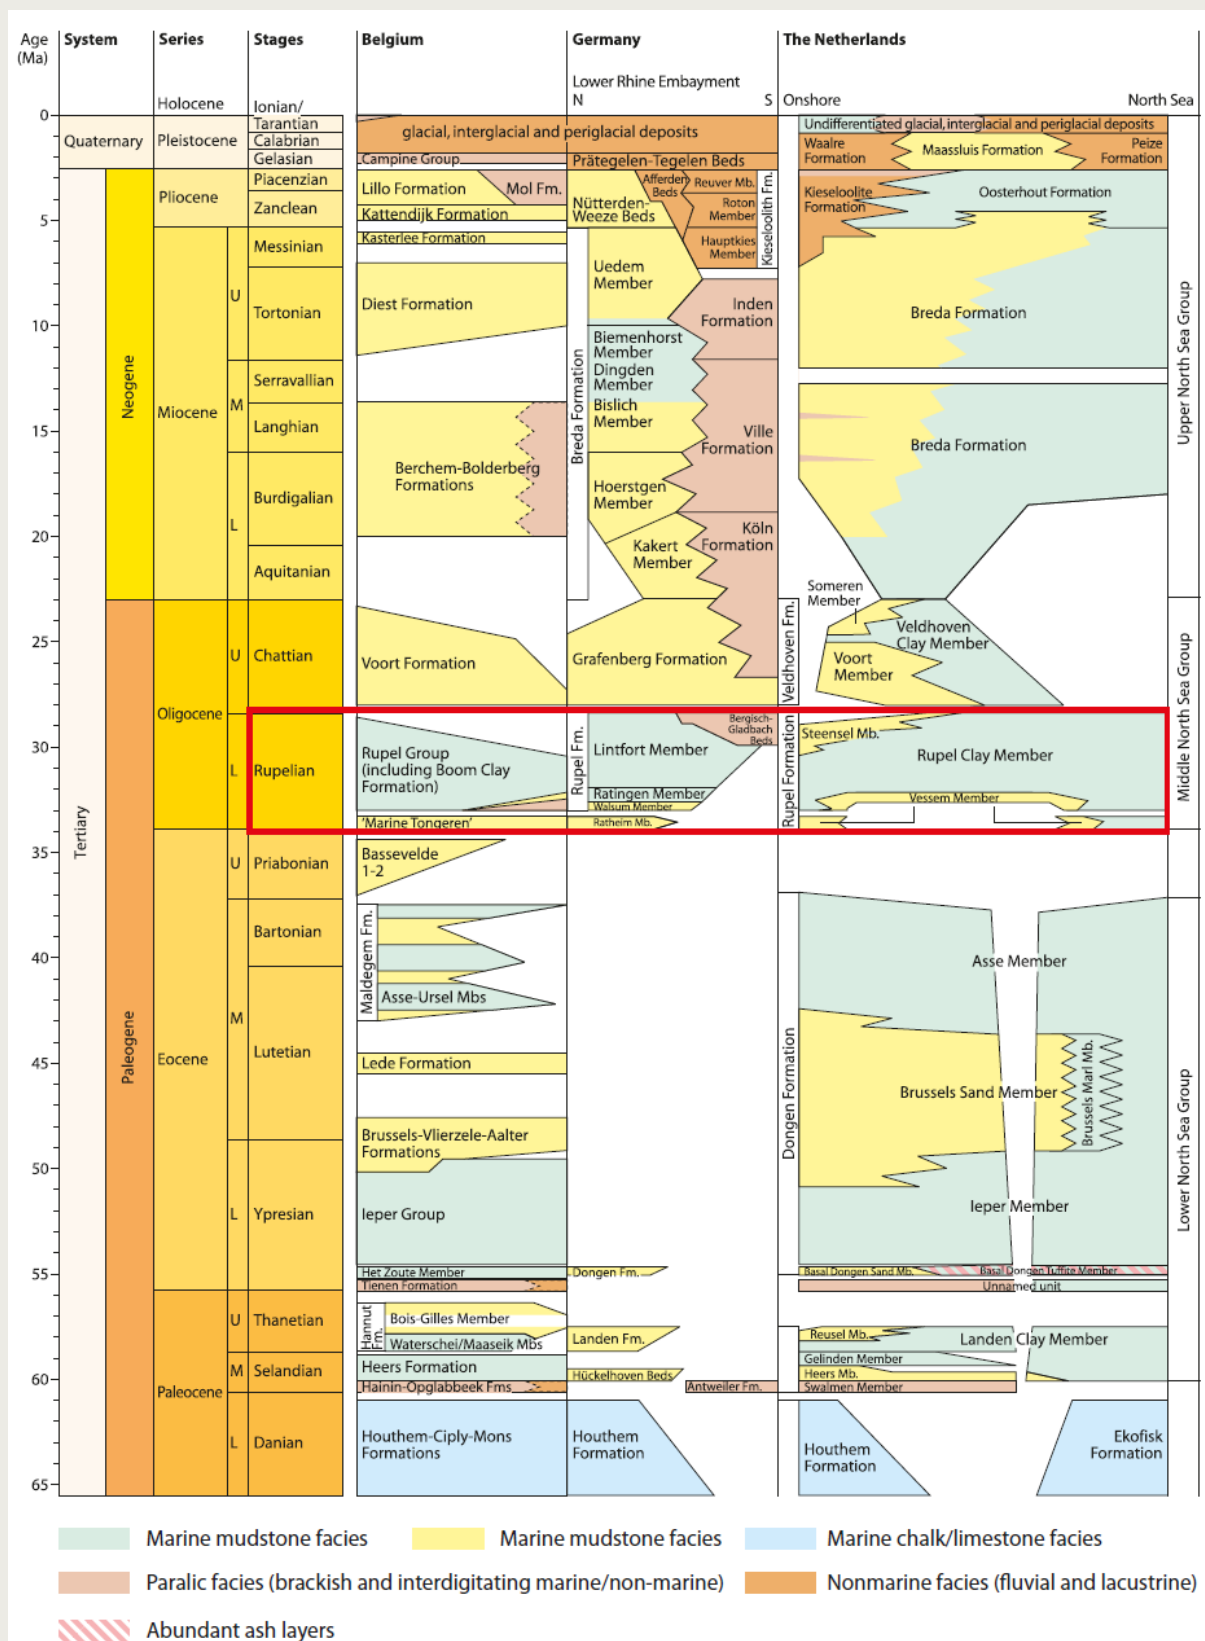 Age
(Ma)
System
Series
Stages
Belgium
Germany
The Netherlands
Lower Rhine Embayment
N
S
Onshore
North Sea
Holocene
Ionian/
0
Tarantian
glacial, interglacial and periglacial deposits
Undifferentiated glacial, interglacial and periglacial deposits
Quaternary
Pleistocene
Calabrian
Waalre
Formation
Maassluis Formation
Peize
Formation
Gelasian
Campine Group
Prätegelen-Tegelen Beds
Piacenzian
Lillo Formation
Mol Fm.
Nütterden-
Weeze Beds
Afferden
Beds
Reuver Mb.
Kieseloolite
Formation
Oosterhout Formation
Pliocene
Zanclean
Roton
Member
Kattendijk Formation
5
Kasterlee Formation
Hauptkies
Member
Kieseloolith Fm.
Messinian
Uedem
Member
U
Tortonian
Diest Formation
Inden
Formation
Breda Formation
10
Biemenhorst
Member
Dingden
Member
Neogene
Serravallian
Miocene
M
Bislich
Member
Breda Formation
Langhian
15
Ville
Formation
Breda Formation
Upper North Sea Group
Berchem-Bolderberg
Formations
Burdigalian
Hoerstgen
Member
L
20
Köln
Formation
Kakert
Member
Aquitanian
Someren
Member
25
Veldhoven
Clay Member
U
Chattian
Voort Formation
Grafenberg Formation
Veldhoven Fm.
Voort
Member
Oligocene
Bergisch-
Gladbach
Beds
Steensel Mb.
30
Rupel Group
(including Boom Clay
Formation)
Rupel Fm.
Lintfort Member
Rupel Formation
Rupel Clay Member
Middle North Sea Group
L
Rupelian
Ratingen Member
Walsum Member
Vessem Member
'Marine Tongeren'
Ratheim Mb.
Tertiary
35
U
Priabonian
Bassevelde
1-2
Bartonian
Maldegem Fm.
40
Asse Member
Asse-Ursel Mbs
M
Paleogene
Eocene
Lutetian
45
Lede Formation
Dongen Formation
Brussels Sand Member
Brussels Marl Mb.
Brussels-Vlierzele-Aalter
Formations
50
L
Ypresian
Ieper Group
Ieper Member
Lower North Sea Group
55
Het Zoute Member
Dongen Fm.
Basal Dongen Sand Mb.
Basal Dongen Tuffite Member
Tienen Formation
Unnamed unit
U
Thanetian
Hannut
Fm.
Bois-Gilles Member
Waterschei/Maaseik Mbs
Landen Fm.
Reusel Mb.
Landen Clay Member
Gelinden Member
Paleocene
M
Selandian
Heers Formation
Hückelhoven Beds
Heers Mb.
60
Hainin-Opglabbeek Fms
Antweiler Fm.
Swalmen Member
L
Danian
Houthem-Ciply-Mons
Formations
Houthem
Formation
Houthem
Formation
Ekofisk
Formation
65
Marine mudstone facies
Marine mudstone facies
Marine chalk/limestone facies
Paralic facies (brackish and interdigitating marine/non-marine)
Nonmarine facies (fluvial and lacustrine)
Abundant ash layers